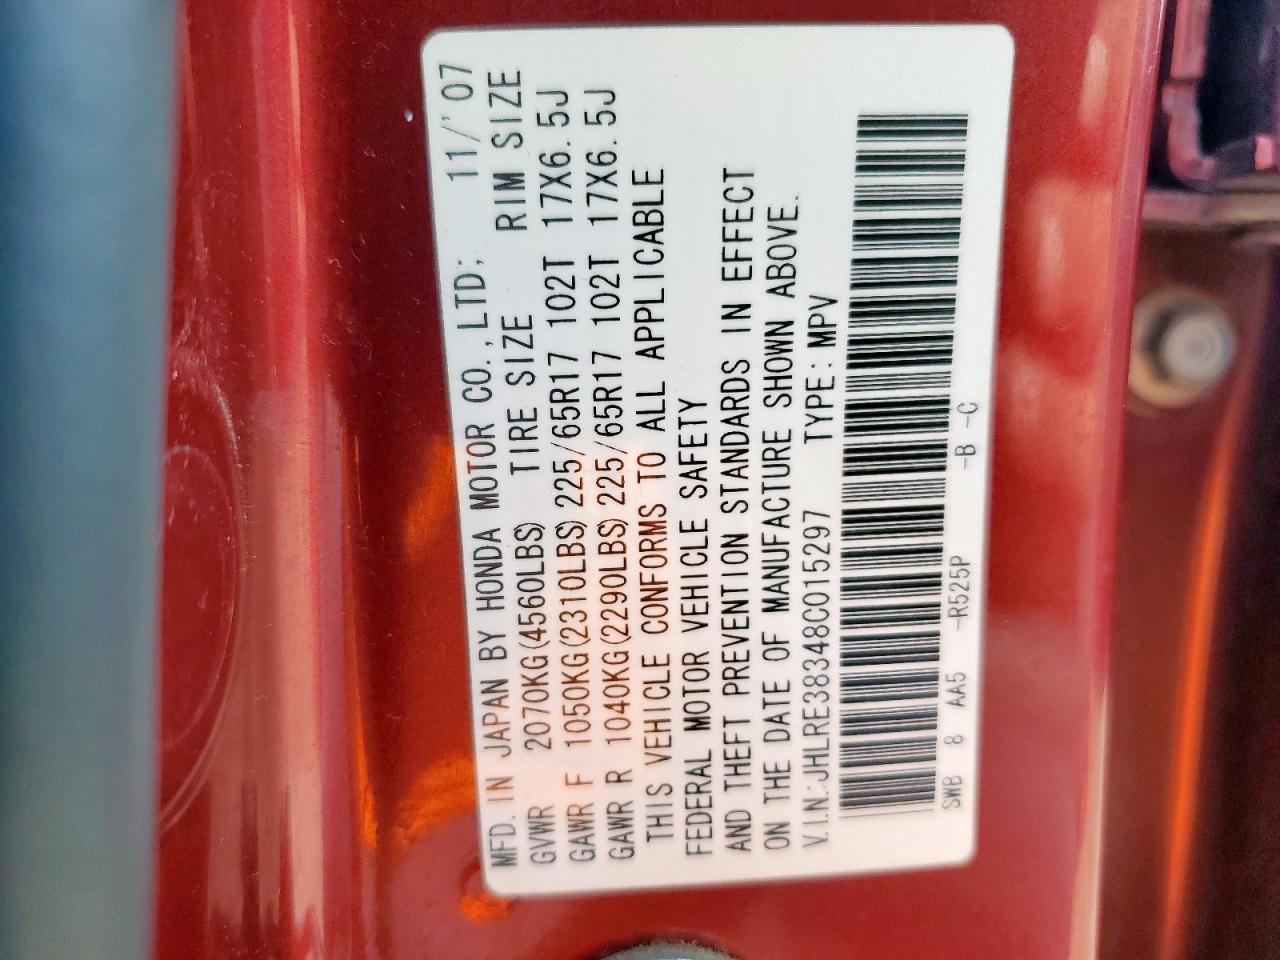 MFD. IN JAPAN BY HONDA MOTOR CO.,LTD; 11/'07
GVWR 2070KG(4560LBS) TIRE SIZE RIM SIZE
GAWR F 1050KG(2310LBS) 225/65R17 102T 17X6.5J
GAWR R 1040KG(2290LBS) 225/65R17 102T 17X6.5J
THIS VEHICLE CONFORMS TO ALL APPLICABLE
FEDERAL MOTOR VEHICLE SAFETY
AND THEFT PREVENTION STANDARDS IN EFFECT
ON THE DATE OF MANUFACTURE SHOWN ABOVE.
V.I.N.:JHLRE38348C015297 TYPE:MPV
SWB 8 AA5 -R525P -B -C